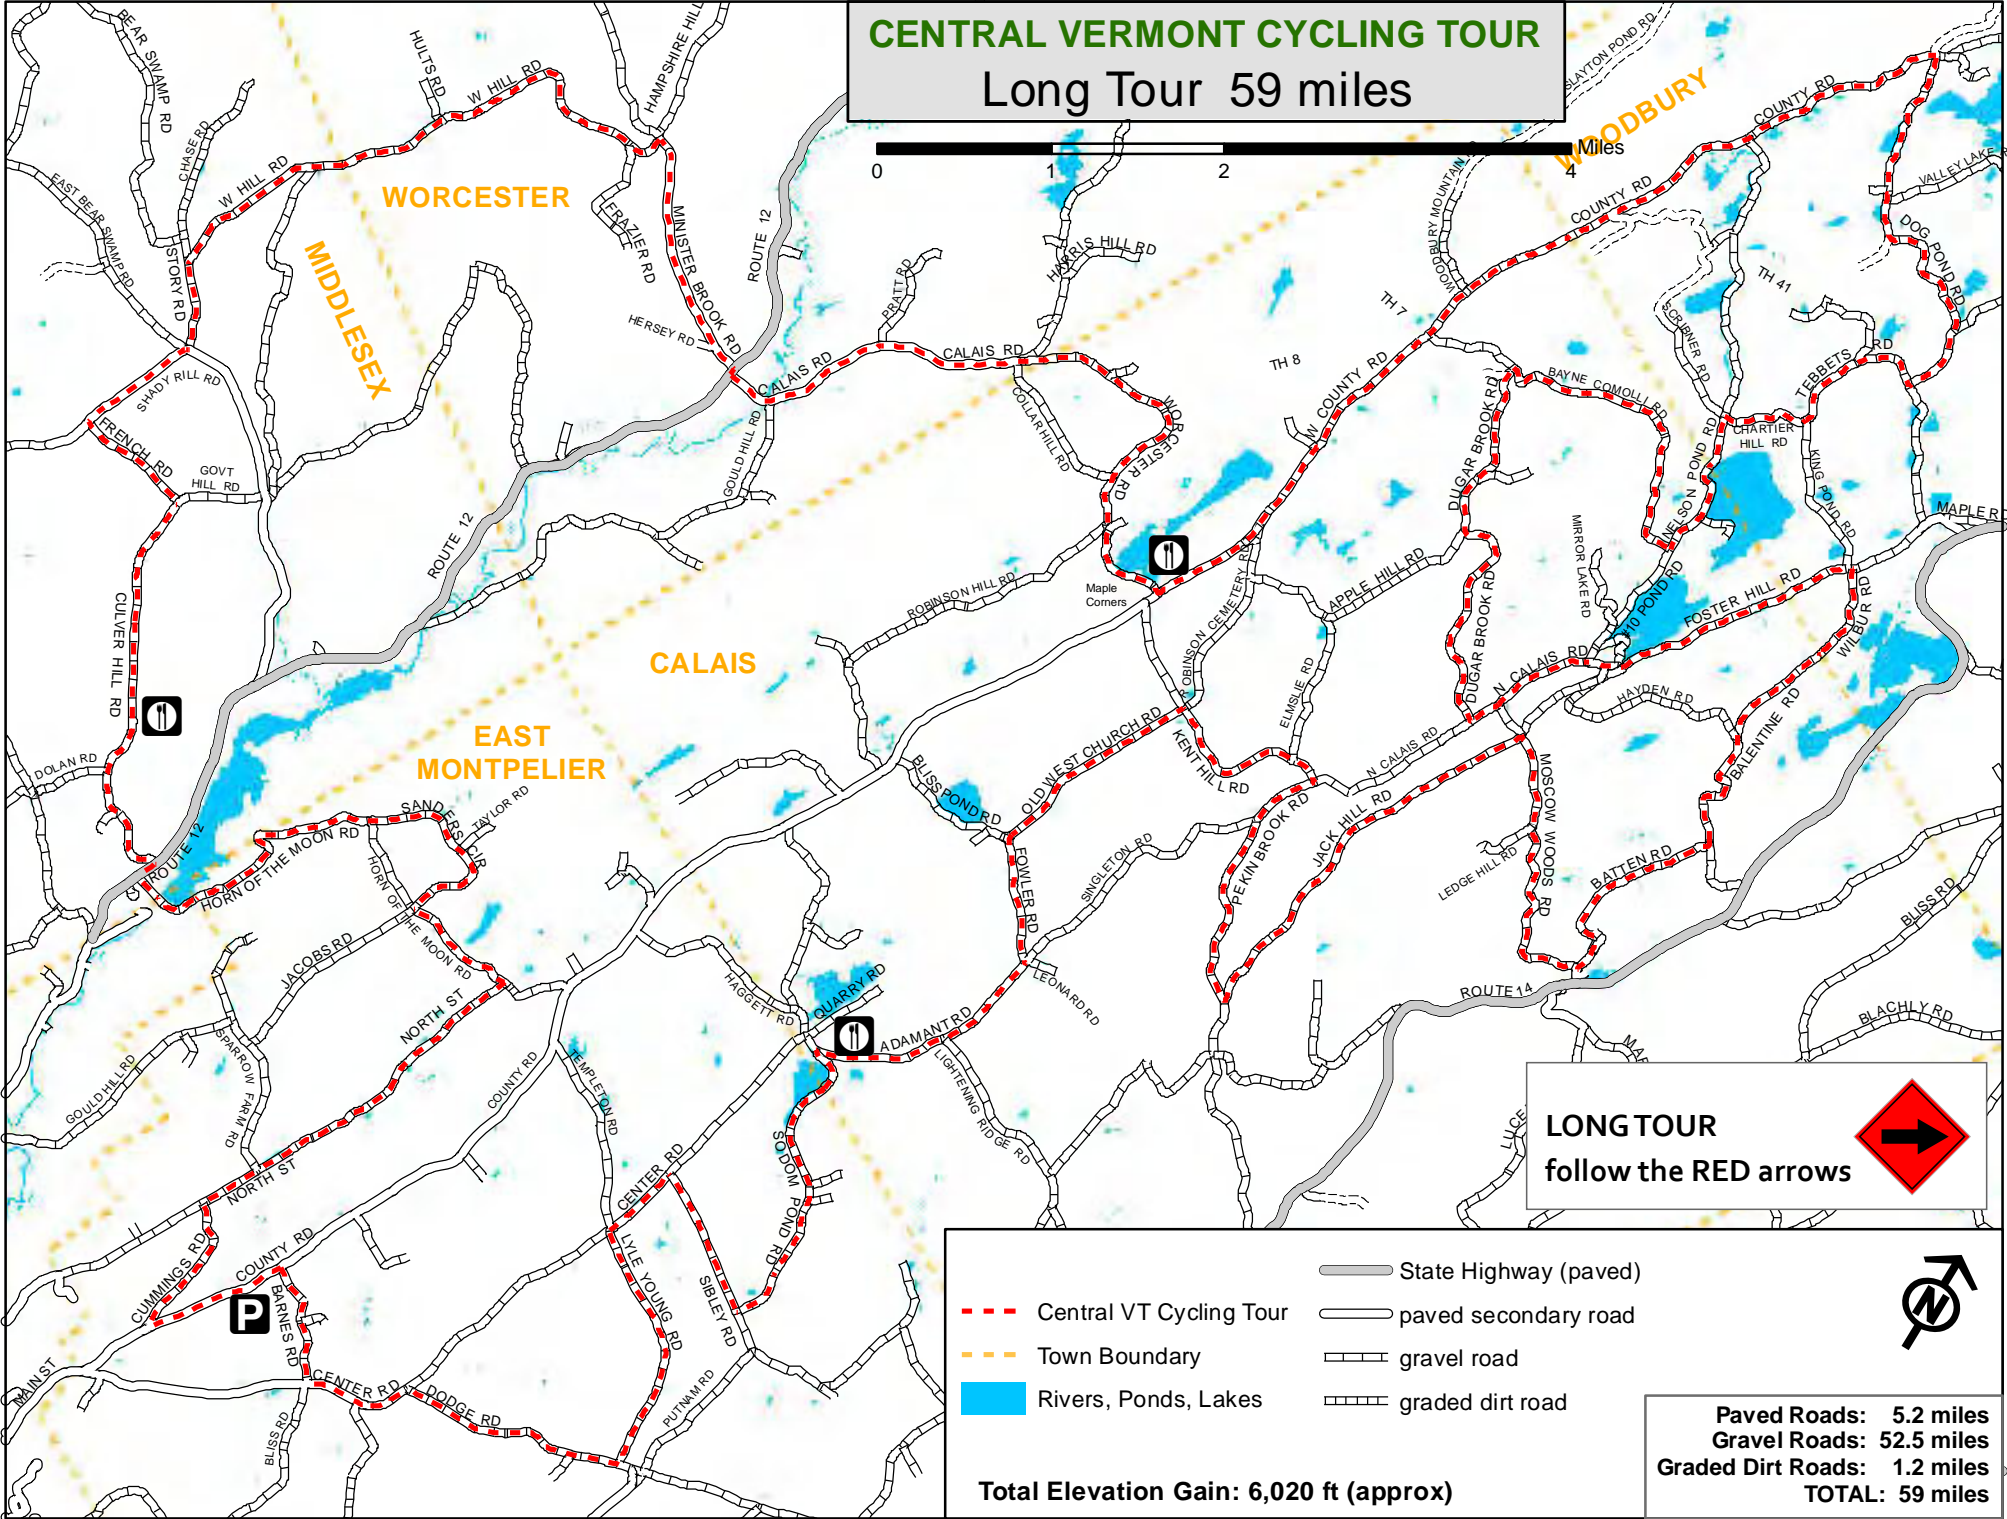 CENTRAL VERMONT CYCLING TOUR
Long Tour 59 miles
Miles
0
1
2
4
BEAR SWAMP RD
HULTS RD
W HILL RD
HAMPSHIRE HILL
SLAYTON POND RD
WOODBURY
COUNTY RD
CHASE RD
EAST BEAR SWAMP RD
SWAMP RD
W HILL RD
WORCESTER
FRAZIER RD
MINISTER BROOK RD
ROUTE 12
HARRIS HILL RD
WOODBURY MOUNTAIN RD
COUNTY RD
VALLEY LAKE R
DOG POND RD
STORY RD
MIDDLESEX
PRATT RD
TH 41
TH 7
HERSEY RD
SCRIBNER RD
SHADY RILL RD
CALAIS RD
CALAIS RD
TH 8
W COUNTY RD
TEBBETS RD
BAYNE COMOLLI RD
FRENCH RD
COLLAR HILL RD
WORCESTER RD
GOULD HILL RD
DUGAR BROOK RD
CHARTIER
HILL RD
GOVT
HILL RD
KING POND RD
NELSON POND RD
MAPLE RD
ROUTE 12
MIRROR LAKE RD
ROBINSON HILL RD
Maple
Corners
ROBINSON CEMETERY RD
APPLE HILL RD
DUGAR BROOK RD
#10 POND RD
FOSTER HILL RD
WILBUR RD
CULVER HILL RD
CALAIS
ELMSLIE RD
N CALAIS RD
HAYDEN RD
BALENTINE RD
EAST
MONTPELIER
DOLAN RD
BLISS POND RD
OLD WEST CHURCH RD
KENT HILL RD
N CALAIS RD
MOSCOW WOODS RD
SANDERS CIR
TAYLOR RD
ROUTE 12
HORN OF THE MOON RD
HORN OF THE MOON RD
FOWLER RD
SINGLETON RD
PEKIN BROOK RD
JACK HILL RD
LEDGE HILL RD
BATTEN RD
BLISS RD
JACOBS RD
HAGGETT RD
QUARRY RD
LEONARD RD
ROUTE 14
BLACHLY RD
NORTH ST
ADAMANT RD
LIGHTENING RIDGE RD
GOULD HILL RD
SPARROW FARM RD
COUNTY RD
TEMPLETON RD
MAR
LUCE
LONG TOUR
follow the RED arrows
NORTH ST
CENTER RD
SODOM POND RD
CUMMINGS RD
COUNTY RD
P
BARNES RD
LYLE YOUNG RD
SIBLEY RD
MAIN ST
CENTER RD
DODGE RD
PUTNAM RD
BLISS RD
Central VT Cycling Tour
Town Boundary
Rivers, Ponds, Lakes
State Highway (paved)
paved secondary road
gravel road
graded dirt road
N
Total Elevation Gain: 6,020 ft (approx)
Paved Roads: 5.2 miles
Gravel Roads: 52.5 miles
Graded Dirt Roads: 1.2 miles
TOTAL: 59 miles